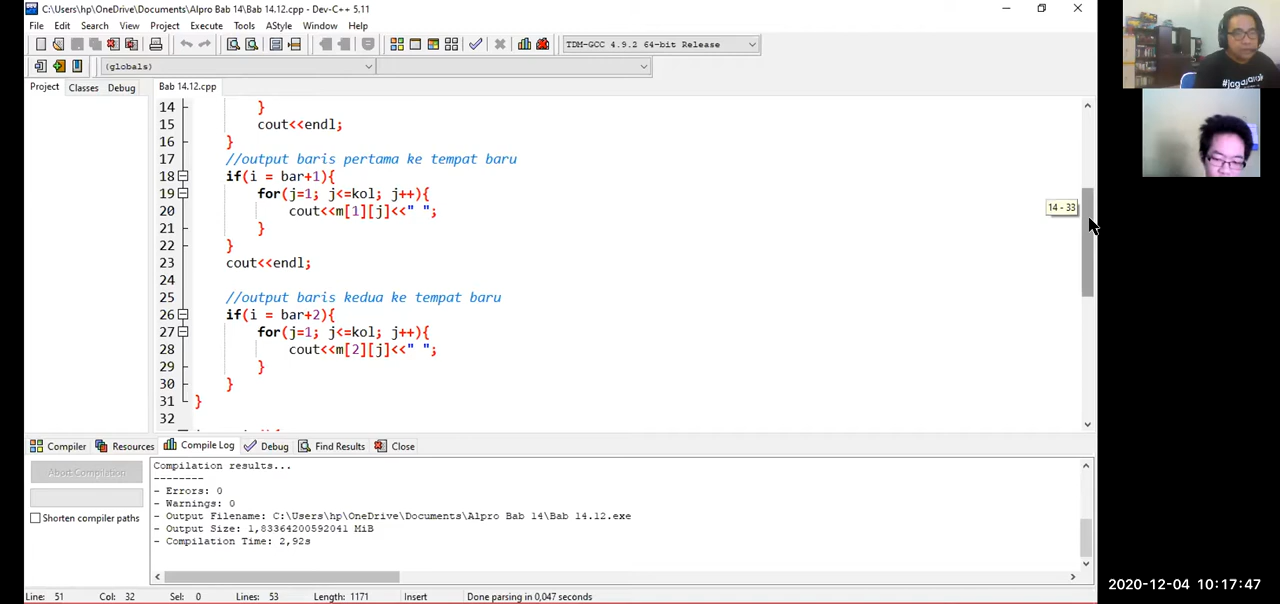 C:\Users\hp\OneDrive\Documents\Alpro Bab 14\Bab 14.12.cpp - Dev-C++ 5.11
File Edit Search View Project Execute Tools AStyle Window Help
TDM-GCC 4.9.2 64-bit Release
(globals)
Project Classes Debug Bab 14.12.cpp
14 }
15 cout<<endl;
16 }
17 //output baris pertama ke tempat baru
18 if(i = bar+1){
19 for(j=1; j<=kol; j++){
20 cout<<m[1][j]<<" ";
21 }
22 }
23 cout<<endl;
24
25 //output baris kedua ke tempat baru
26 if(i = bar+2){
27 for(j=1; j<=kol; j++){
28 cout<<m[2][j]<<" ";
29 }
30 }
31 }
32
14 - 33
Compiler Resources Compile Log Debug Find Results Close
Abort Compilation
Shorten compiler paths
Compilation results...
--------
- Errors: 0
- Warnings: 0
- Output Filename: C:\Users\hp\OneDrive\Documents\Alpro Bab 14\Bab 14.12.exe
- Output Size: 1,83364200592041 MiB
- Compilation Time: 2,92s
Line: 51 Col: 32 Sel: 0 Lines: 53 Length: 1171 Insert Done parsing in 0,047 seconds
2020-12-04 10:17:47